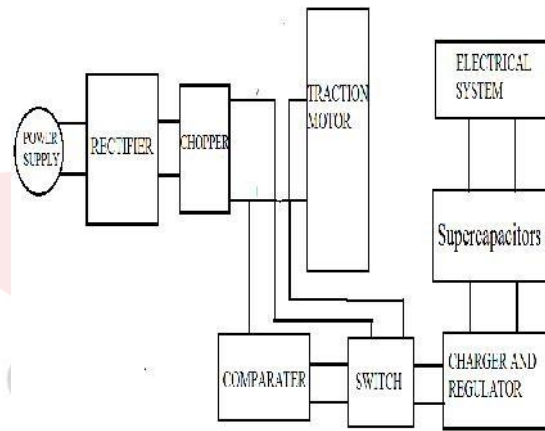 POWER
SUPPLY
RECTIFIER
CHOPPER
TRACTION
MOTOR
ELECTRICAL
SYSTEM
Supercapacitors
COMPARATER
SWITCH
CHARGER AND
REGULATOR